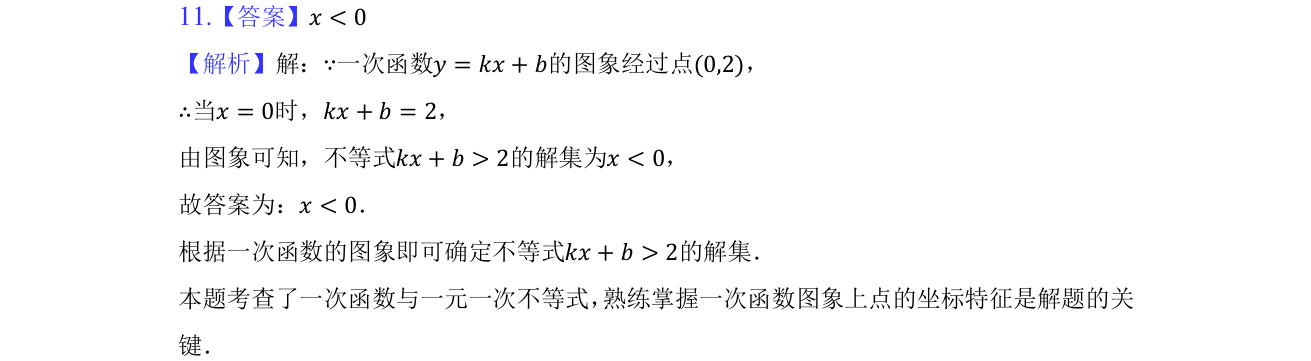 11.【答案】x < 0
【解析】解：∵一次函数y = kx + b的图象经过点(0,2)，
∴当x = 0时，kx + b = 2，
由图象可知，不等式kx + b > 2的解集为x < 0，
故答案为：x < 0．
根据一次函数的图象即可确定不等式kx + b > 2的解集．
本题考查了一次函数与一元一次不等式，熟练掌握一次函数图象上点的坐标特征是解题的关
键．